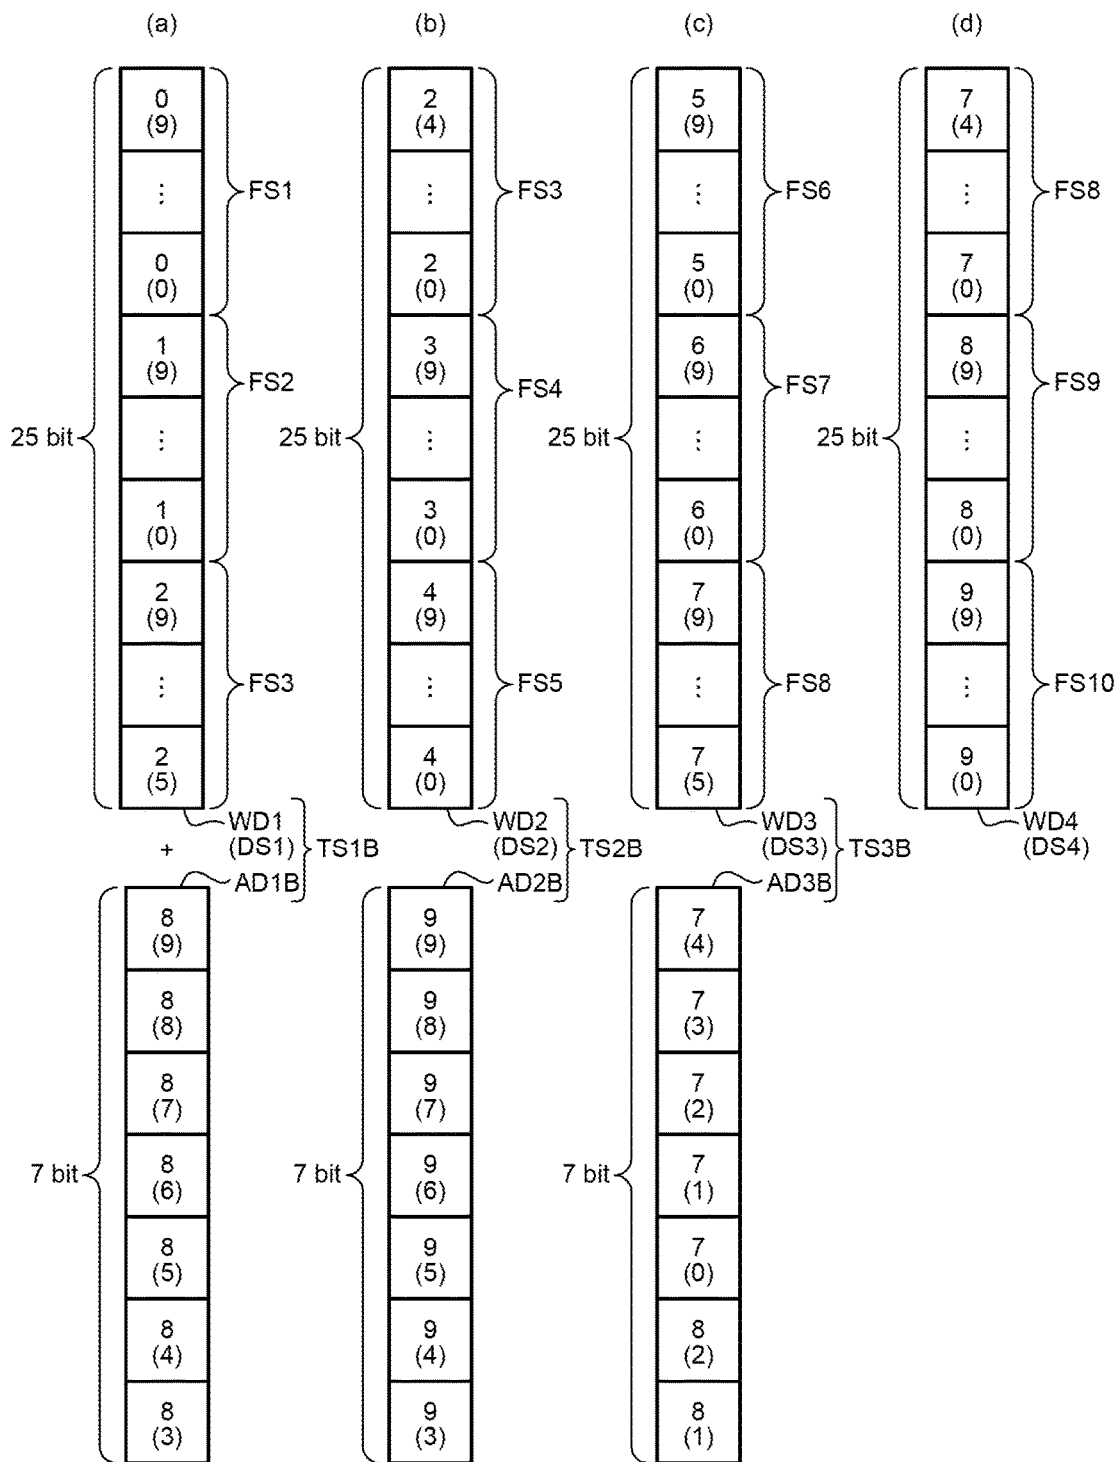 (a) (b) (c) (d)
0 2 5 7
(9) (4) (9) (4)
⋮ FS1 ⋮ FS3 ⋮ FS6 ⋮ FS8
0 2 5 7
(0) (0) (0) (0)
1 3 6 8
(9) (9) (9) (9)
FS2 FS4 FS7 FS9
25 bit ⋮ 25 bit ⋮ 25 bit ⋮ 25 bit ⋮
1 3 6 8
(0) (0) (0) (0)
2 4 7 9
(9) (9) (9) (9)
⋮ FS3 ⋮ FS5 ⋮ FS8 ⋮ FS10
2 4 7 9
(5) (0) (5) (0)
WD1 WD2 WD3 WD4
+ (DS1) TS1B (DS2) TS2B (DS3) TS3B (DS4)
AD1B AD2B AD3B
8 9 7
(9) (9) (4)
8 9 7
(8) (8) (3)
8 9 7
(7) (7) (2)
7 bit 8 7 bit 9 7 bit 7
(6) (6) (1)
8 9 7
(5) (5) (0)
8 9 8
(4) (4) (2)
8 9 8
(3) (3) (1)